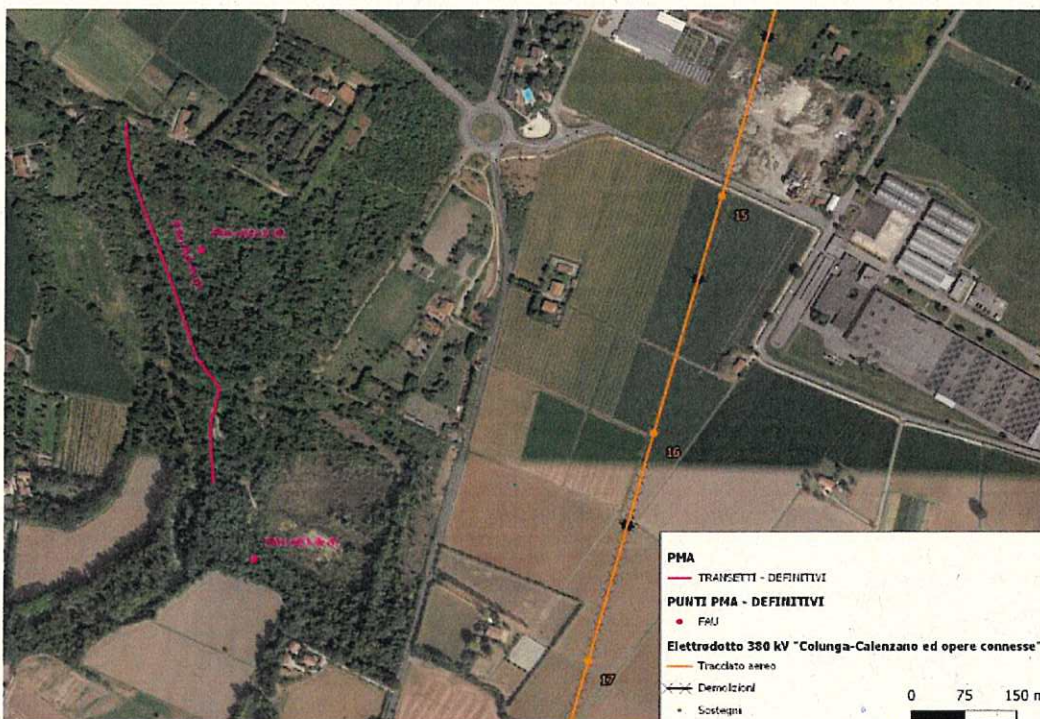 15
16
17
PMA
TRANSETTI - DEFINITIVI
PUNTI PMA - DEFINITIVI
FAU
Elettrodotto 380 kV "Colunga-Calenzano ed opere connesse"
Tracciato aereo
Demolizioni
Sostegni
0 75 150 m